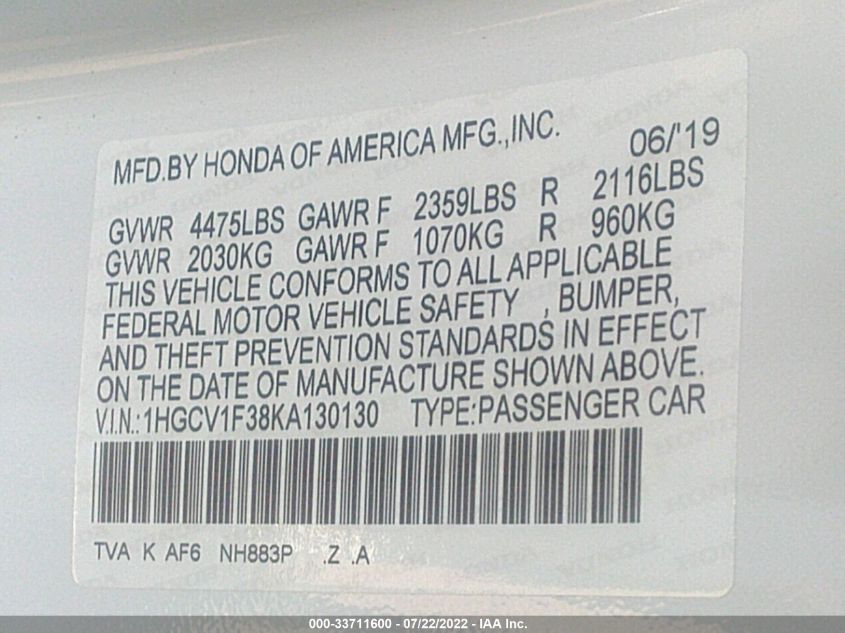 MFD.BY HONDA OF AMERICA MFG.,INC. 06/'19
GVWR 4475LBS GAWR F 2359LBS R 2116LBS
GVWR 2030KG GAWR F 1070KG R 960KG
THIS VEHICLE CONFORMS TO ALL APPLICABLE
FEDERAL MOTOR VEHICLE SAFETY , BUMPER,
AND THEFT PREVENTION STANDARDS IN EFFECT
ON THE DATE OF MANUFACTURE SHOWN ABOVE.
V.I.N.:1HGCV1F38KA130130 TYPE:PASSENGER CAR
TVA K AF6 NH883P .Z .A
000-33711600 - 07/22/2022 - IAA Inc.